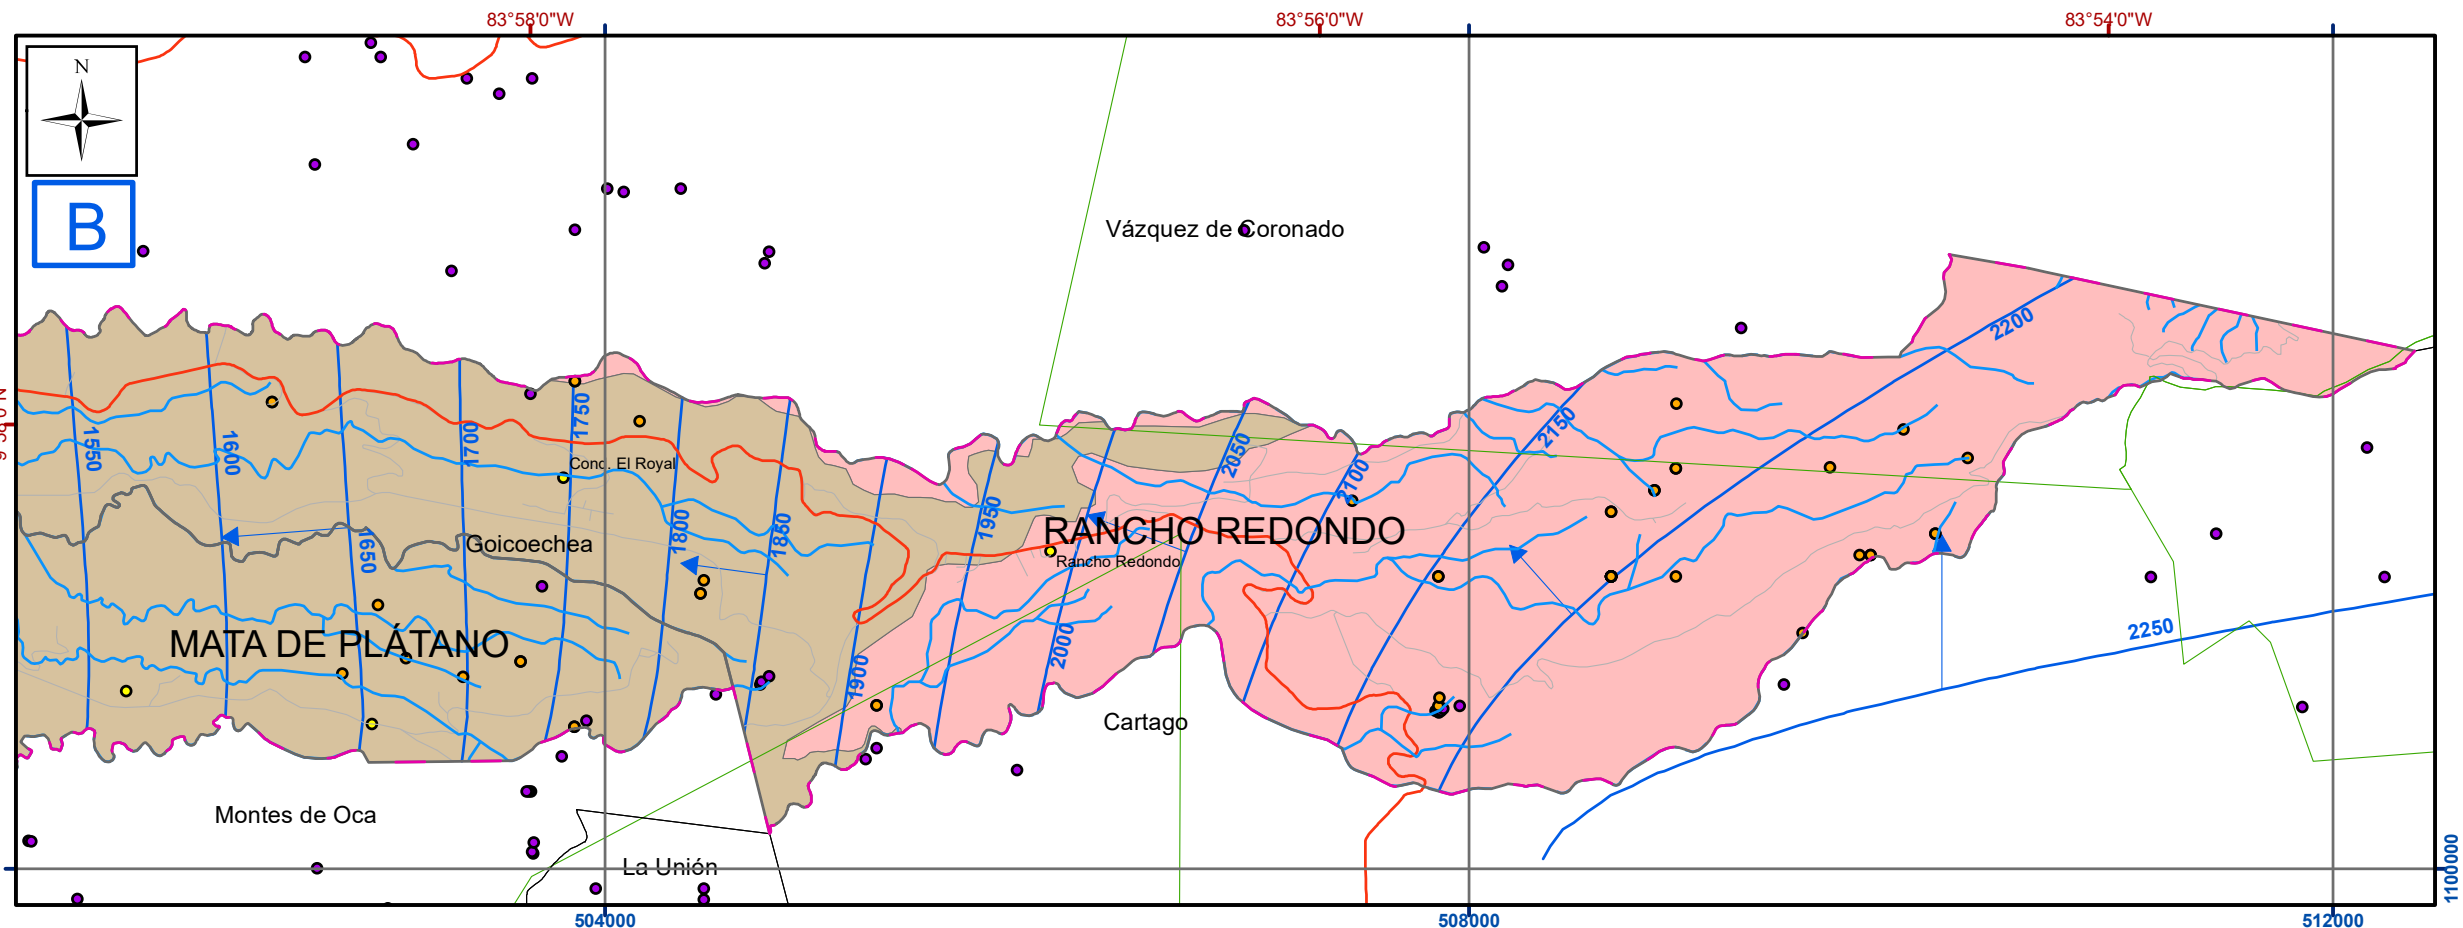 83°58'0"W
83°56'0"W
83°54'0"W
N
B
Vázquez de Coronado
2200
1750
2150
1550
1600
1700
2050
Cond. El Royal
2100
1950
1800
1850
RANCHO REDONDO
Goicoechea
1650
Rancho Redondo
MATA DE PLÁTANO
2000
2250
1900
Cartago
Montes de Oca
La Unión
1100000
504000
508000
512000